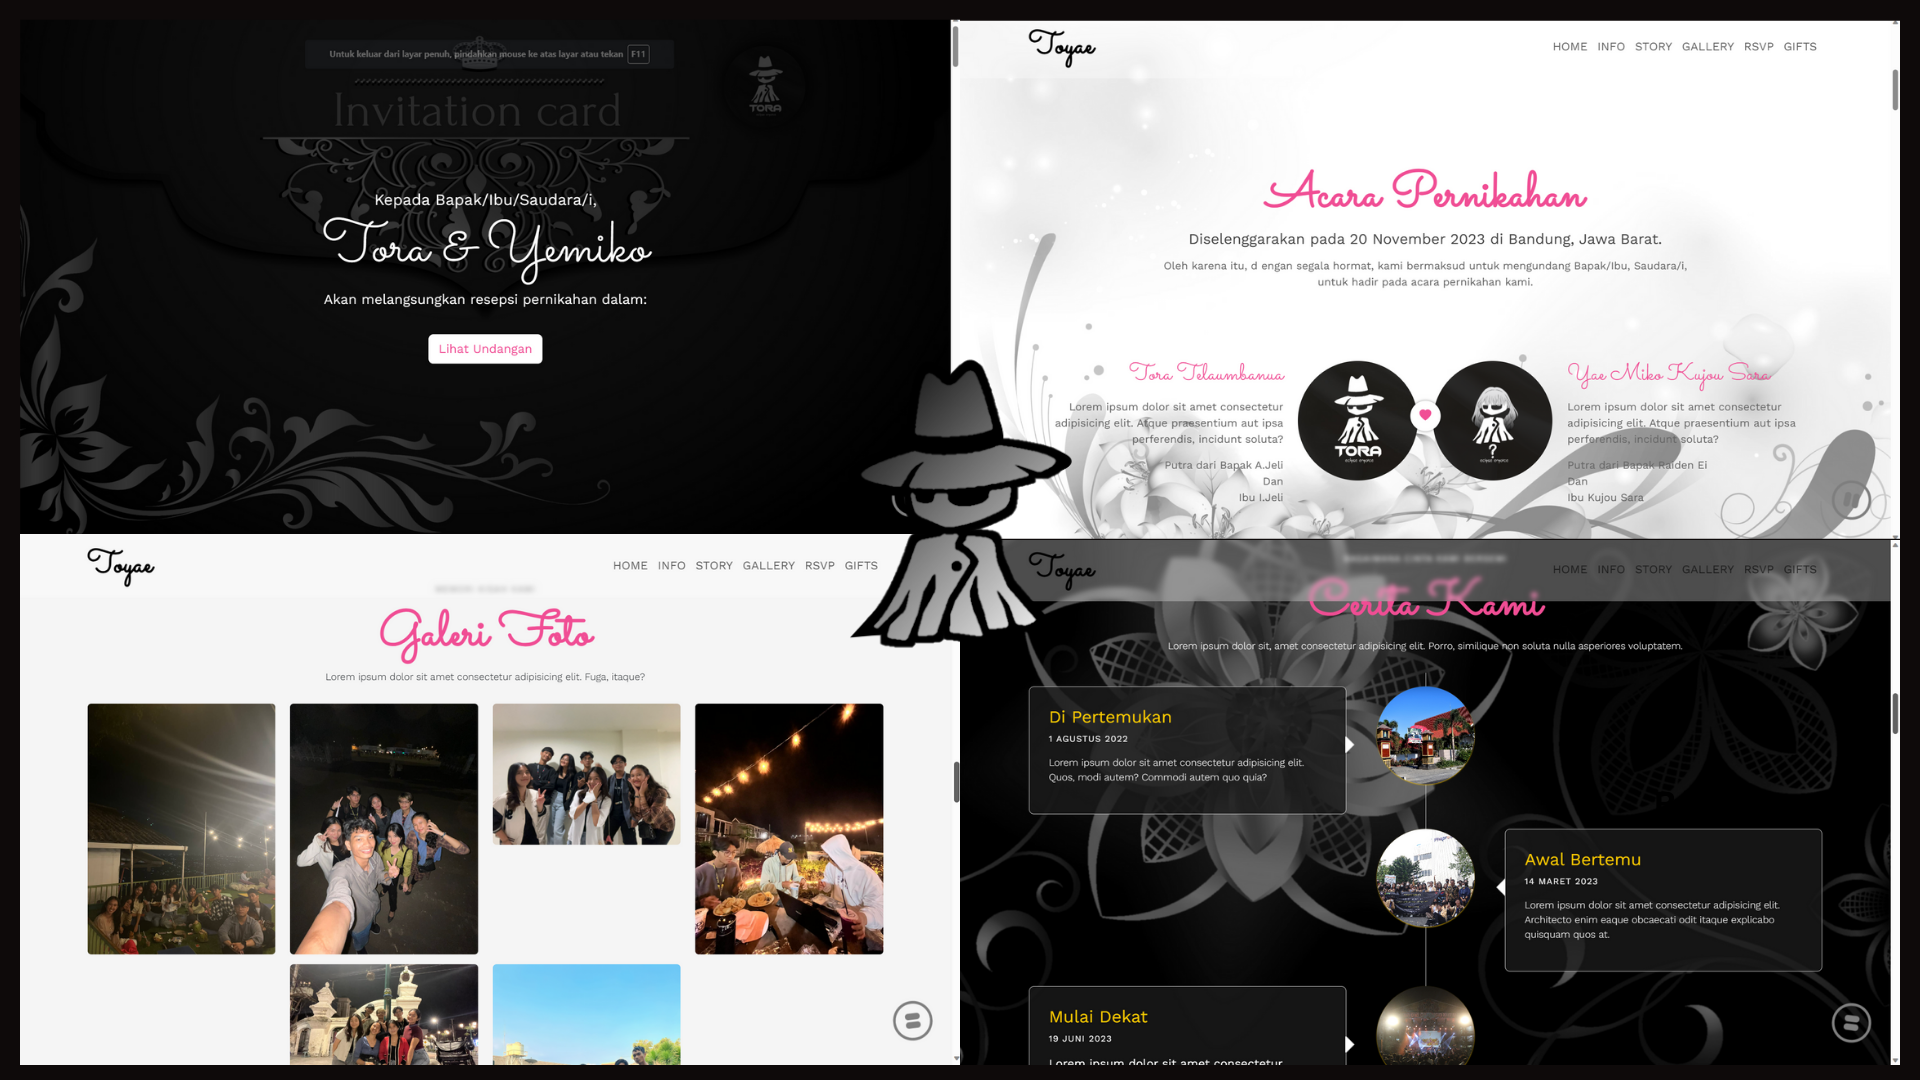 Untuk keluar dari layar penuh, pindahkan mouse ke atas layar atau tekan F11
TORA
Invitation card
Kepada Bapak/Ibu/Saudara/i,
Tora & Yemiko
Akan melangsungkan resepsi pernikahan dalam:
Lihat Undangan
Toyae
HOME INFO STORY GALLERY RSVP GIFTS
Acara Pernikahan
Diselenggarakan pada 20 November 2023 di Bandung, Jawa Barat.
Oleh karena itu, d engan segala hormat, kami bermaksud untuk mengundang Bapak/Ibu, Saudara/i,
untuk hadir pada acara pernikahan kami.
Tora Telaumbanua
Lorem ipsum dolor sit amet consectetur
adipisicing elit. Atque praesentium aut ipsa
perferendis, incidunt soluta?
Putra dari Bapak A.Jeli
Dan
Ibu I.Jeli
TORA
?
Yae Miko Kujou Sara
Lorem ipsum dolor sit amet consectetur
adipisicing elit. Atque praesentium aut ipsa
perferendis, incidunt soluta?
Putra dari Bapak Raiden Ei
Dan
Ibu Kujou Sara
Toyae
HOME INFO STORY GALLERY RSVP GIFTS
Galeri Foto
Lorem ipsum dolor sit amet consectetur adipisicing elit. Fuga, itaque?
Toyae
HOME INFO STORY GALLERY RSVP GIFTS
Cerita Kami
Lorem ipsum dolor sit, amet consectetur adipisicing elit. Porro, similique non soluta nulla asperiores voluptatem.
Di Pertemukan
1 AGUSTUS 2022
Lorem ipsum dolor sit amet consectetur adipisicing elit.
Quos, modi autem? Commodi autem quo quia?
Awal Bertemu
14 MARET 2023
Lorem ipsum dolor sit amet consectetur adipisicing elit.
Architecto enim eaque obcaecati odit itaque explicabo
quisquam quos at.
Mulai Dekat
19 JUNI 2023
Lorem ipsum dolor sit amet consectetur